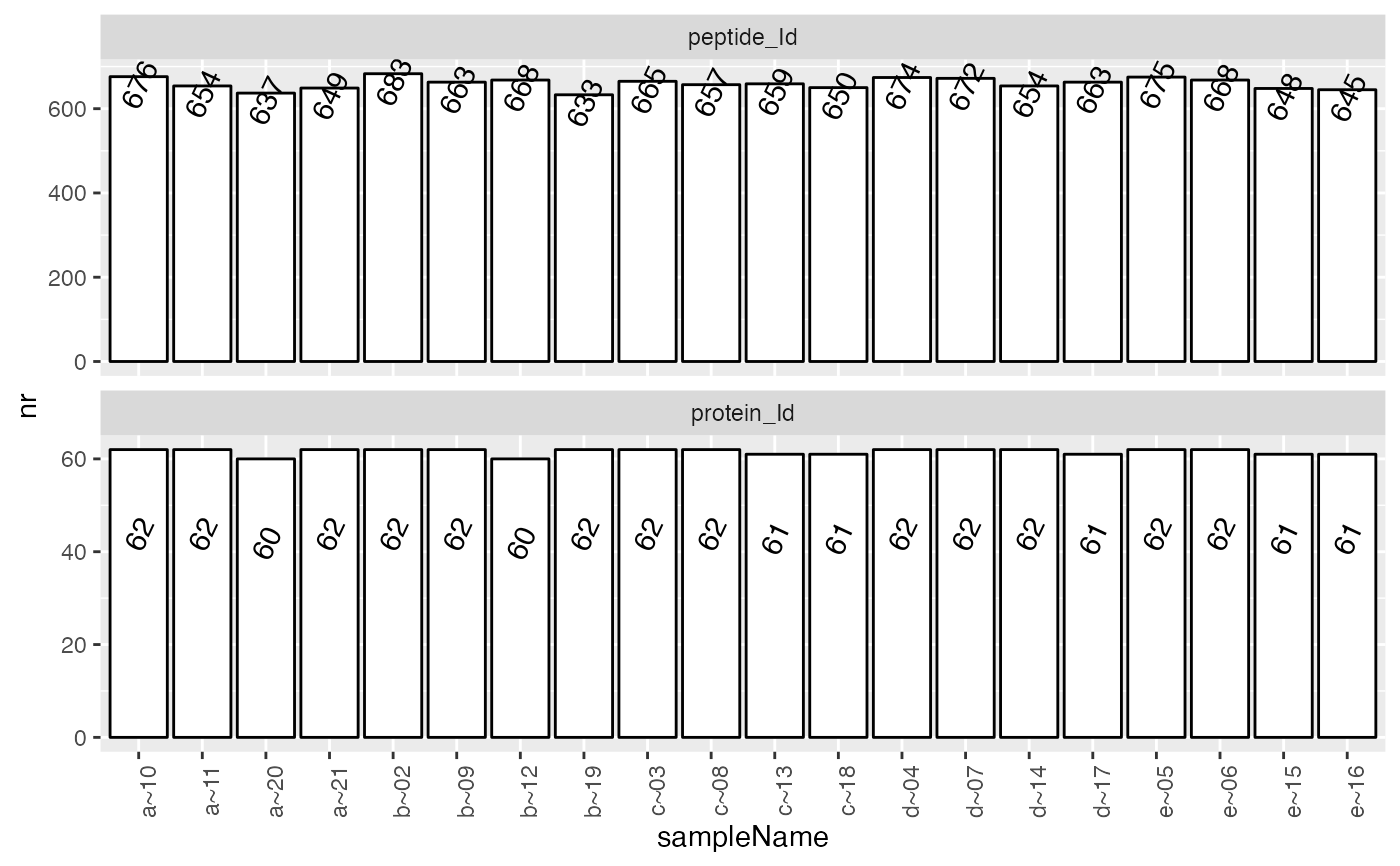 peptide_Id
676 654 637 649 683 663 668 633 665 657 659 650 674 672 654 663 675 668 648 645
600
400
200
0
nr
protein_Id
62 62 60 62 62 62 60 62 62 62 61 61 62 62 62 61 62 62 61 61
60
40
20
0
a~10 a~11 a~20 a~21 b~02 b~09 b~12 b~19 c~03 c~08 c~13 c~18 d~04 d~07 d~14 d~17 e~05 e~06 e~15 e~16
sampleName